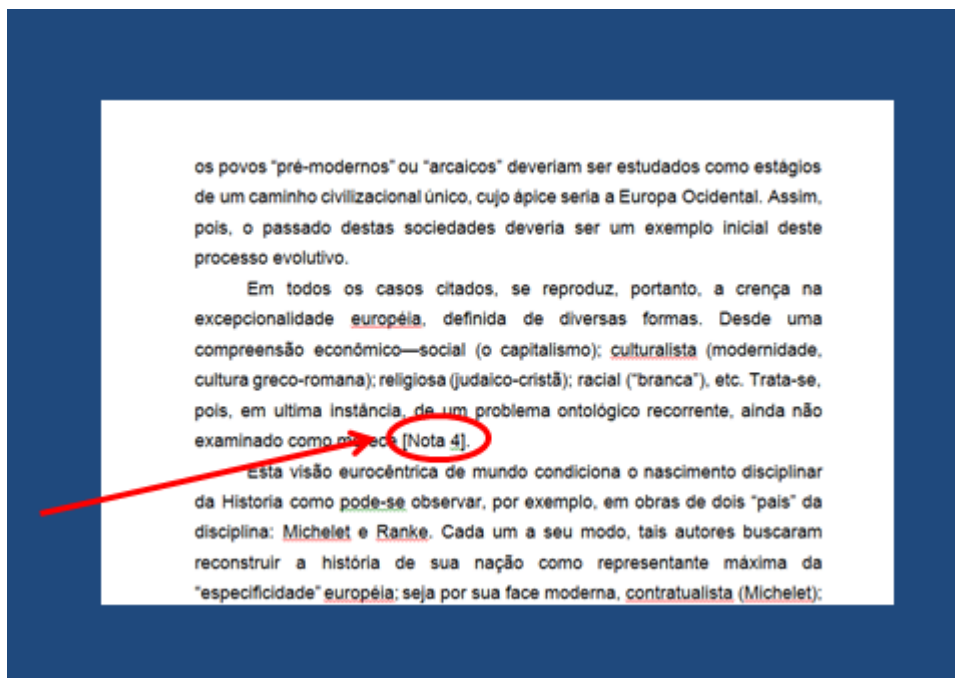 os povos “pré-modernos” ou “arcaicos” deveriam ser estudados como estágios
de um caminho civilizacional único, cujo ápice seria a Europa Ocidental. Assim,
pois, o passado destas sociedades deveria ser um exemplo inicial deste
processo evolutivo.
Em todos os casos citados, se reproduz, portanto, a crença na
excepcionalidade européia, definida de diversas formas. Desde uma
compreensão econômico—social (o capitalismo); culturalista (modernidade,
cultura greco-romana); religiosa (judaico-cristã); racial (“branca”), etc. Trata-se,
pois, em ultima instância, de um problema ontológico recorrente, ainda não
examinado como merece [Nota 4].
Esta visão eurocêntrica de mundo condiciona o nascimento disciplinar
da Historia como pode-se observar, por exemplo, em obras de dois “pais” da
disciplina: Michelet e Ranke. Cada um a seu modo, tais autores buscaram
reconstruir a história de sua nação como representante máxima da
“especificidade” européia; seja por sua face moderna, contratualista (Michelet);